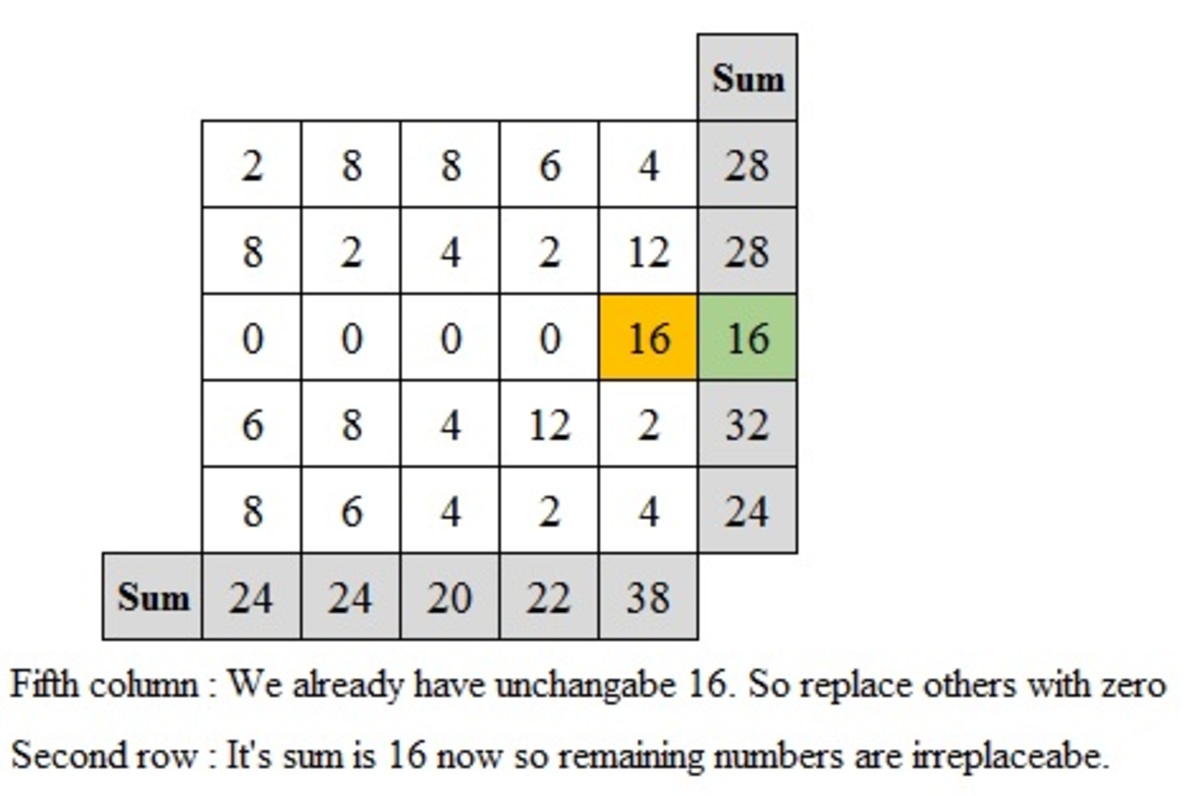 Sum
2 8 8 6 4 28
8 2 4 2 12 28
0 0 0 0 16 16
6 8 4 12 2 32
8 6 4 2 4 24
Sum 24 24 20 22 38
Fifth column : We already have unchangabe 16. So replace others with zero
Second row : It's sum is 16 now so remaining numbers are irreplaceabe.